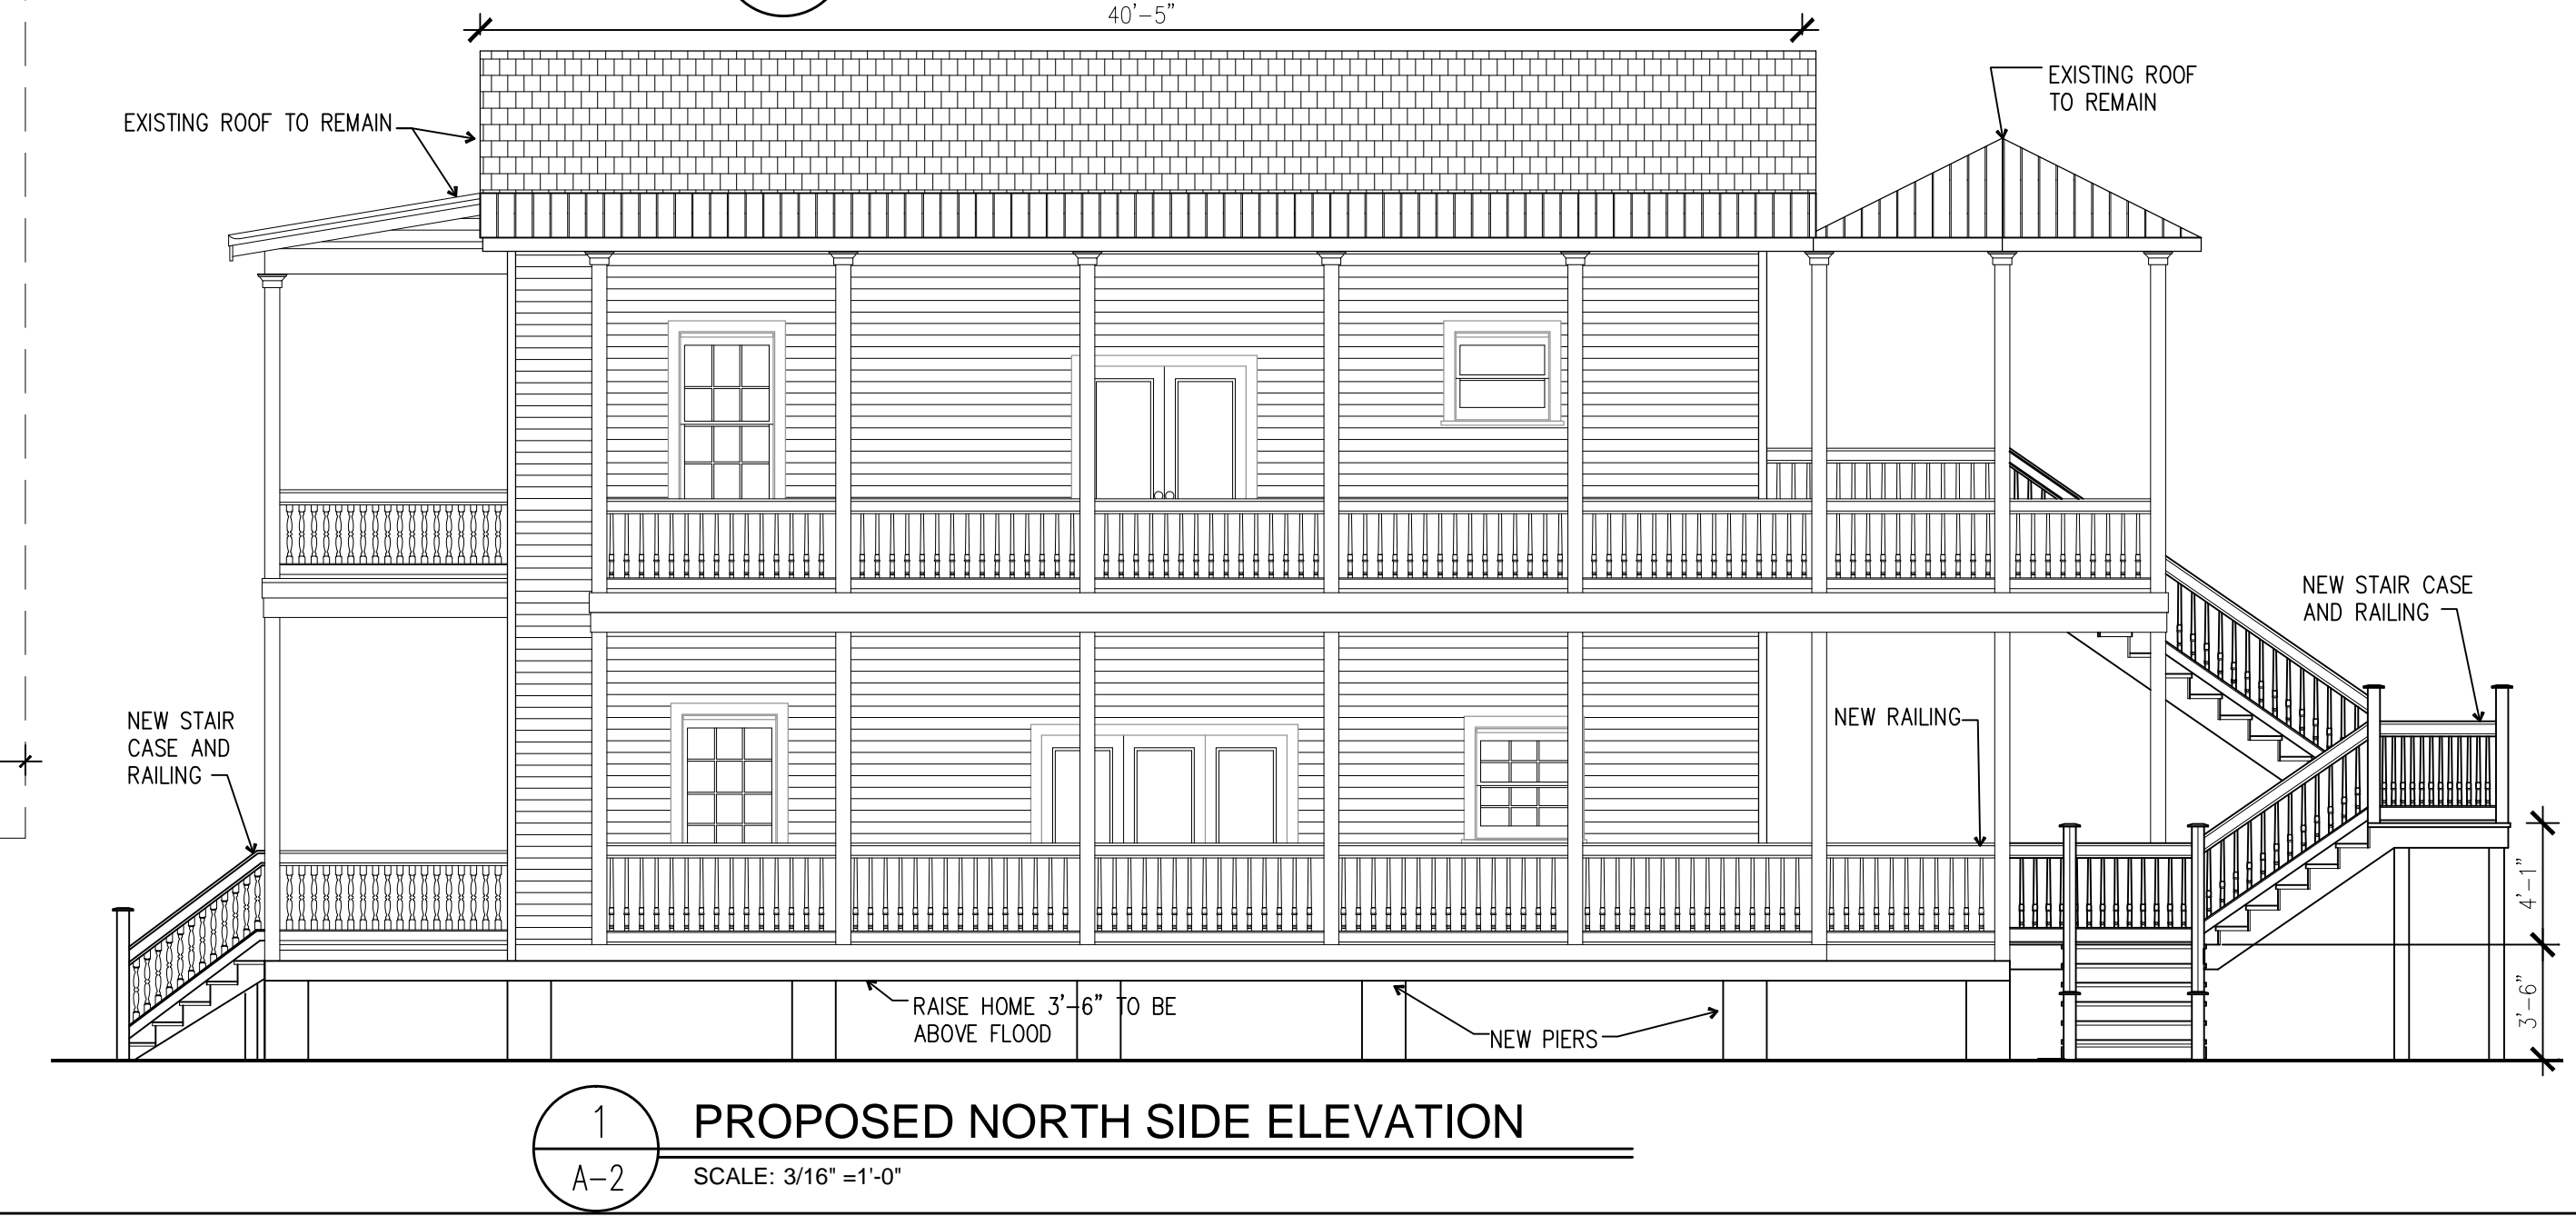 40'-5"
EXISTING ROOF
TO REMAIN
EXISTING ROOF TO REMAIN
NEW STAIR CASE
AND RAILING
NEW STAIR
CASE AND
RAILING
NEW RAILING
4'-1"
3'-6"
RAISE HOME 3'-6" TO BE
ABOVE FLOOD
NEW PIERS
1
A-2
PROPOSED NORTH SIDE ELEVATION
SCALE: 3/16" =1'-0"